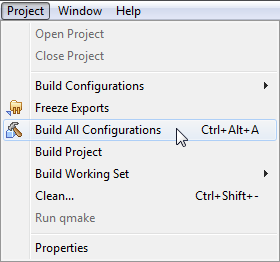 Project Window Help
Open Project
Close Project
Build Configurations
Freeze Exports
Build All Configurations Ctrl+Alt+A
Build Project
Build Working Set
Clean... Ctrl+Shift+-
Run qmake
Properties